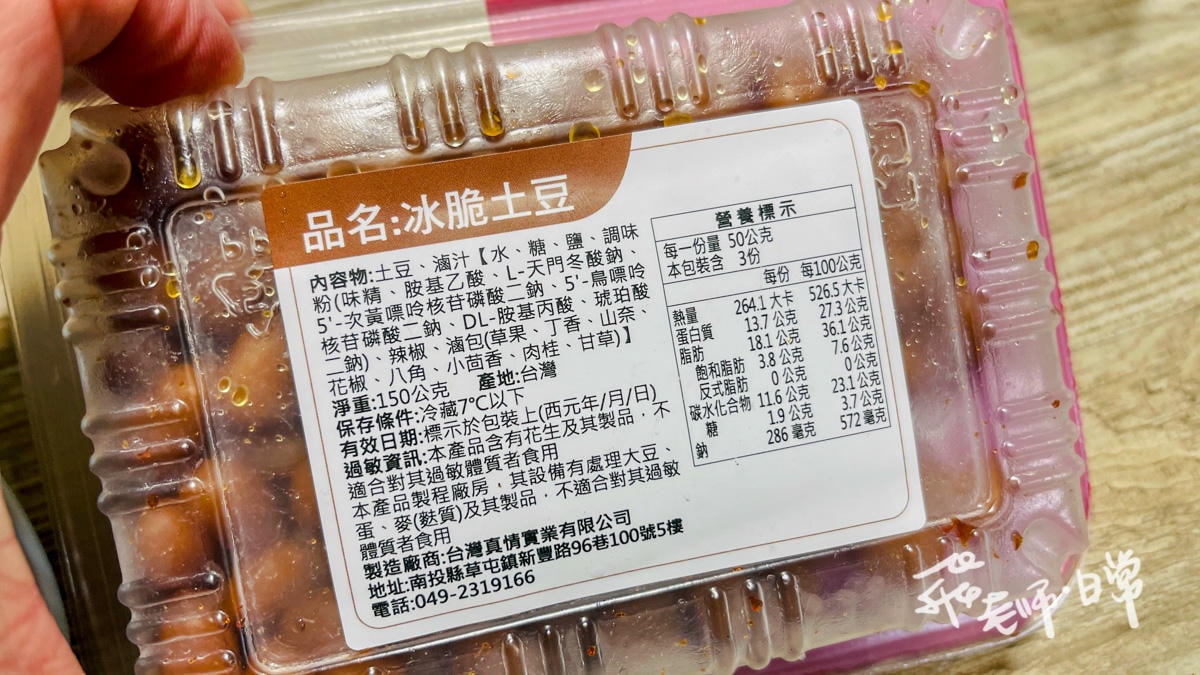 品名:冰脆土豆
內容物:土豆、滷汁【水、糖、鹽、調味
粉(味精、胺基乙酸、L-天門冬酸鈉、
5'-次黃嘌呤核苷磷酸二鈉、5'-鳥嘌呤
核苷磷酸二鈉、DL-胺基丙酸、琥珀酸
二鈉)、辣椒、滷包(草果、丁香、山奈、
花椒、八角、小茴香、肉桂、甘草)】
淨重:150公克 產地:台灣
保存條件:冷藏7℃以下
有效日期:標示於包裝上(西元年/月/日)
過敏資訊:本產品含有花生及其製品,不
適合對其過敏體質者食用
本產品製程廠房,其設備有處理大豆、
蛋、麥(麩質)及其製品,不適合對其過敏
體質者食用
製造廠商:台灣真情實業有限公司
地址:南投縣草屯鎮新豐路96巷100號5樓
電話:049-2319166
營養標示
每一份量 50公克
本包裝含 3份
每份 每100公克
熱量 264.1 大卡 526.5 大卡
蛋白質 13.7 公克 27.3 公克
脂肪 18.1 公克 36.1 公克
飽和脂肪 3.8 公克 7.6 公克
反式脂肪 0 公克 0 公克
碳水化合物 11.6 公克 23.1 公克
糖 1.9 公克 3.7 公克
鈉 286 毫克 572 毫克
老師·日常